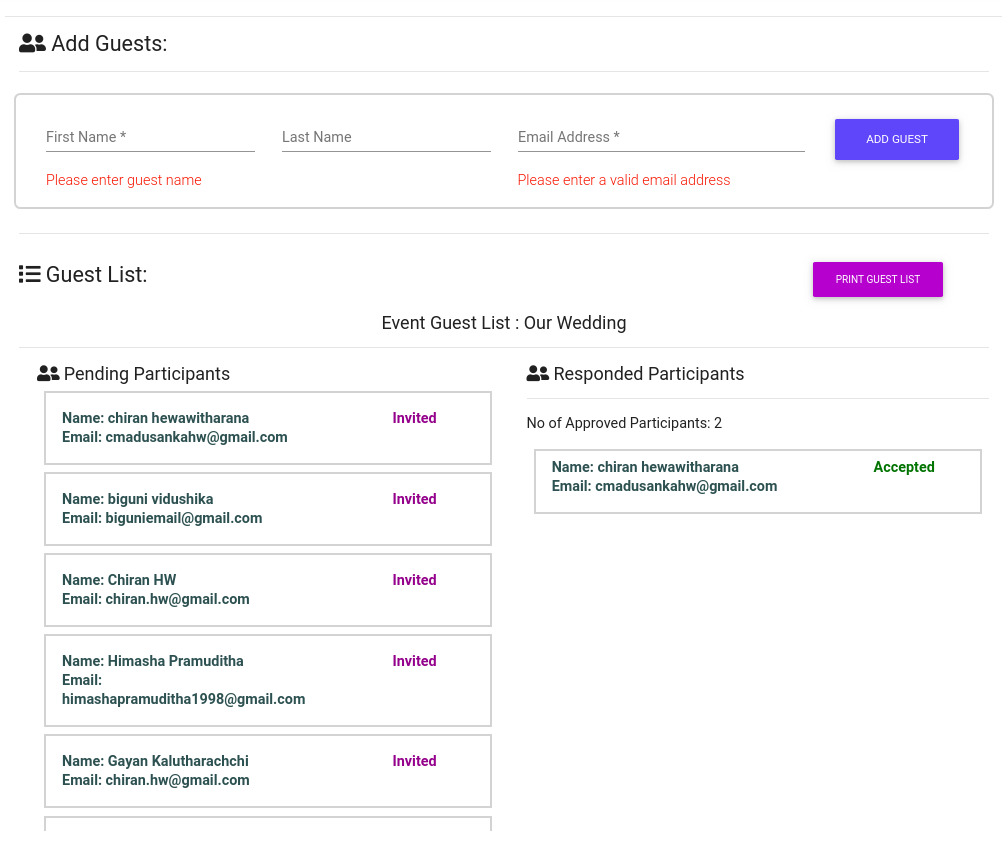 Add Guests:
First Name *
Last Name
Email Address *
ADD GUEST
Please enter guest name
Please enter a valid email address
Guest List:
PRINT GUEST LIST
Event Guest List : Our Wedding
Pending Participants
Name: chiran hewawitharana
Invited
Email: cmadusankahw@gmail.com
Name: biguni vidushika
Invited
Email: biguniemail@gmail.com
Name: Chiran HW
Invited
Email: chiran.hw@gmail.com
Name: Himasha Pramuditha
Invited
Email:
himashapramuditha1998@gmail.com
Name: Gayan Kalutharachchi
Invited
Email: chiran.hw@gmail.com
Responded Participants
No of Approved Participants: 2
Name: chiran hewawitharana
Accepted
Email: cmadusankahw@gmail.com